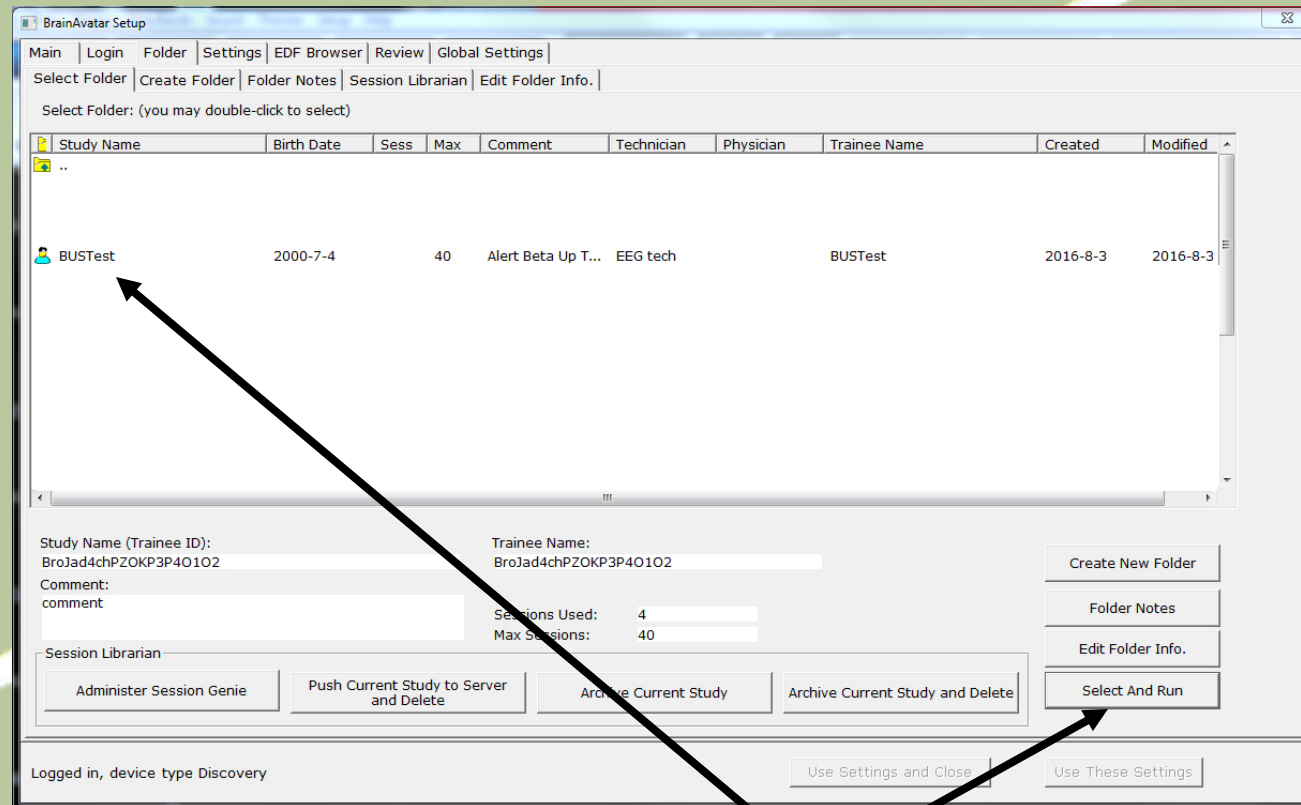 BrainAvatar Setup
Main Login Folder Settings EDF Browser Review Global Settings
Select Folder Create Folder Folder Notes Session Librarian Edit Folder Info.
Select Folder: (you may double-click to select)
Study Name Birth Date Sess Max Comment Technician Physician Trainee Name Created Modified
..
BUSTest 2000-7-4 40 Alert Beta Up T... EEG tech BUSTest 2016-8-3 2016-8-3
Study Name (Trainee ID): Trainee Name:
BroJad4chPZOKP3P4O1O2 BroJad4chPZOKP3P4O1O2
Create New Folder
Comment:
comment
Folder Notes
Sessions Used: 4
Max Sessions: 40
Edit Folder Info.
Session Librarian
Administer Session Genie
Push Current Study to Server
and Delete
Archive Current Study
Archive Current Study and Delete
Select And Run
Logged in, device type Discovery
Use Settings and Close
Use These Settings